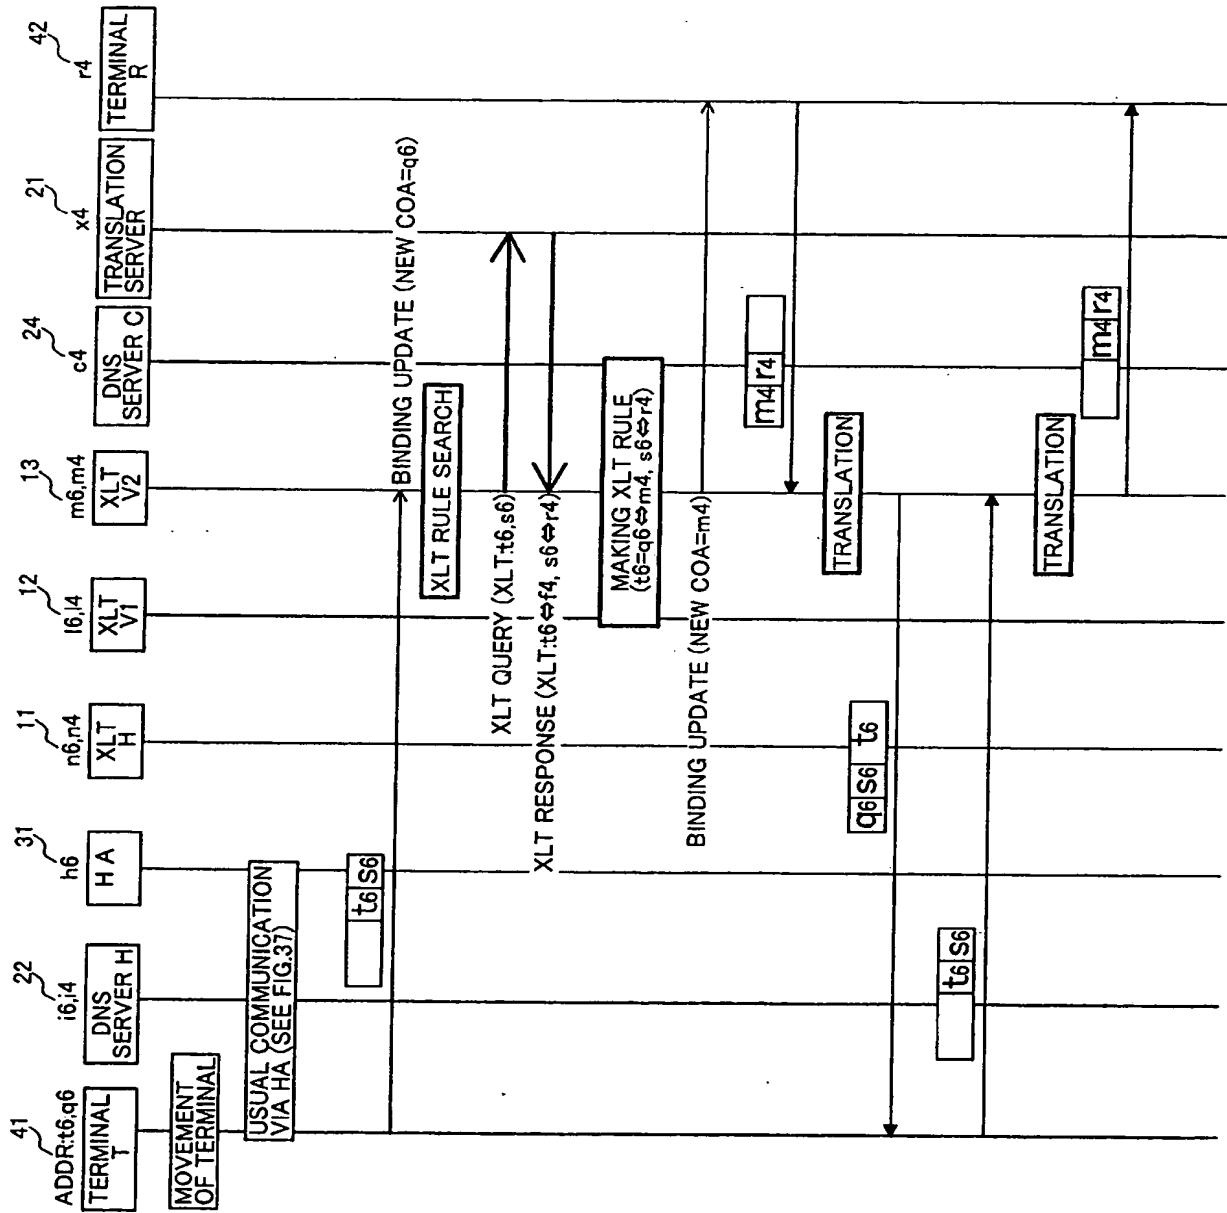 41
ADDR:t6,q6
TERMINAL
T
22
i6,i4
DNS
SERVER H
31
h6
H A
11
n6,n4
XLT
H
12
l6,l4
XLT
V1
13
m6,m4
XLT
V2
24
c4
DNS
SERVER C
21
x4
TRANSLATION
SERVER
42
r4
TERMINAL
R
MOVEMENT
OF TERMINAL
USUAL COMMUNICATION
VIA HA (SEE FIG.37)
t6 s6
BINDING UPDATE (NEW COA=q6)
XLT RULE SEARCH
XLT QUERY (XLT:t6,s6)
XLT RESPONSE (XLT:t6⇔f4, s6⇔r4)
MAKING XLT RULE
(t6=q6⇔m4, s6⇔r4)
BINDING UPDATE (NEW COA=m4)
m4 r4
TRANSLATION
q6 s6 t6
t6 s6
TRANSLATION
m4 r4